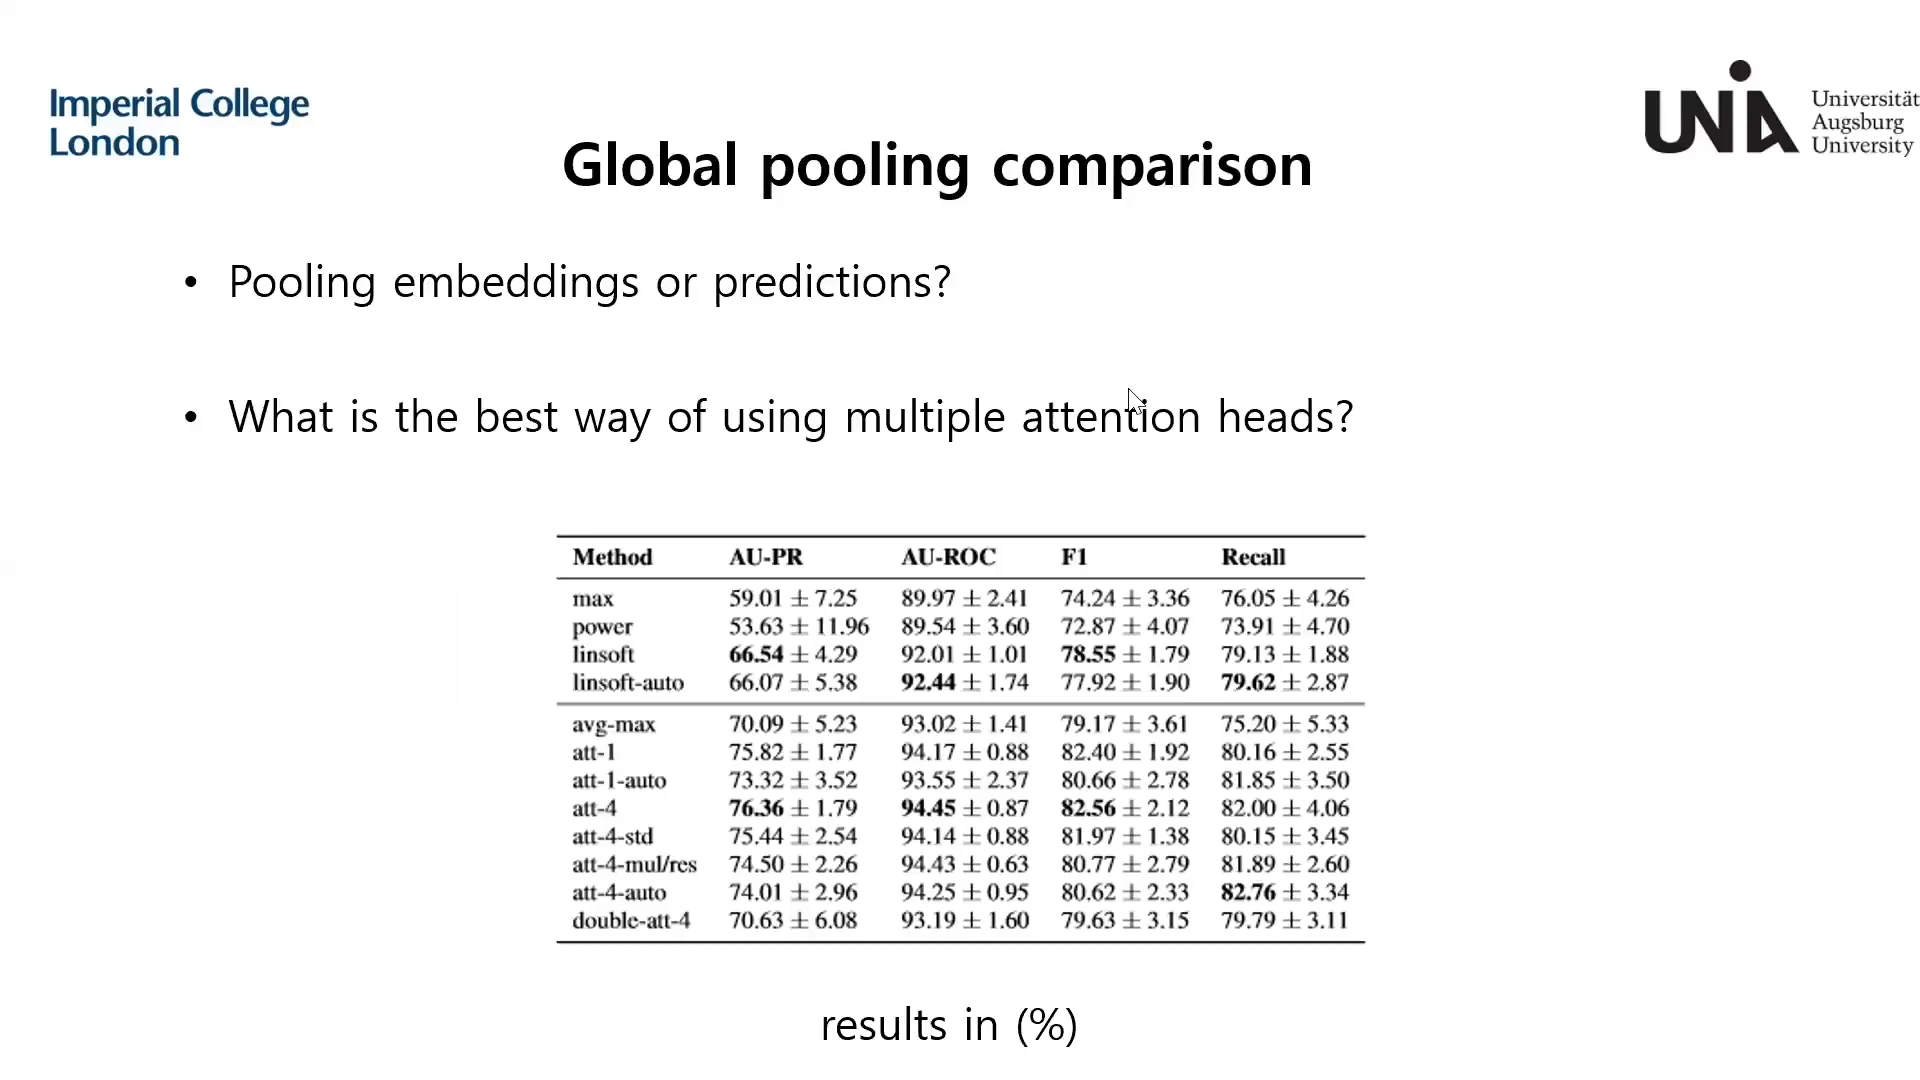 Imperial College
London
UNIA
Universität
Augsburg
University
Global pooling comparison
• Pooling embeddings or predictions?
• What is the best way of using multiple attention heads?
Method AU-PR AU-ROC F1 Recall
max 59.01 ± 7.25 89.97 ± 2.41 74.24 ± 3.36 76.05 ± 4.26
power 53.63 ± 11.96 89.54 ± 3.60 72.87 ± 4.07 73.91 ± 4.70
linsoft 66.54 ± 4.29 92.01 ± 1.01 78.55 ± 1.79 79.13 ± 1.88
linsoft-auto 66.07 ± 5.38 92.44 ± 1.74 77.92 ± 1.90 79.62 ± 2.87
avg-max 70.09 ± 5.23 93.02 ± 1.41 79.17 ± 3.61 75.20 ± 5.33
att-1 75.82 ± 1.77 94.17 ± 0.88 82.40 ± 1.92 80.16 ± 2.55
att-1-auto 73.32 ± 3.52 93.55 ± 2.37 80.66 ± 2.78 81.85 ± 3.50
att-4 76.36 ± 1.79 94.45 ± 0.87 82.56 ± 2.12 82.00 ± 4.06
att-4-std 75.44 ± 2.54 94.14 ± 0.88 81.97 ± 1.38 80.15 ± 3.45
att-4-mul/res 74.50 ± 2.26 94.43 ± 0.63 80.77 ± 2.79 81.89 ± 2.60
att-4-auto 74.01 ± 2.96 94.25 ± 0.95 80.62 ± 2.33 82.76 ± 3.34
double-att-4 70.63 ± 6.08 93.19 ± 1.60 79.63 ± 3.15 79.79 ± 3.11
results in (%)